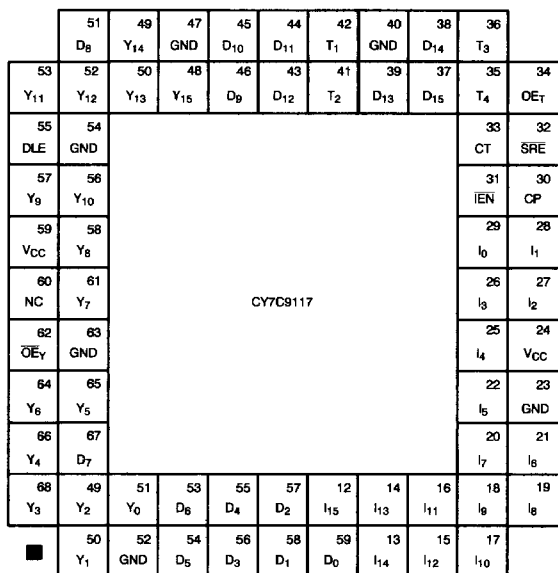 51 49 47 45 44 42 40 38 36
D8 Y14 GND D10 D11 T1 GND D14 T3
53 52 50 48 46 43 41 39 37 35 34
Y11 Y12 Y13 Y15 D9 D12 T2 D13 D15 T4 OET
55 54 33 32
DLE GND CT SRE
57 56 31 30
Y9 Y10 IEN CP
59 58 29 28
VCC Y8 I0 I1
60 61 26 27
NC Y7 CY7C9117 I3 I2
62 63 25 24
OEY GND I4 VCC
64 65 22 23
Y6 Y5 I5 GND
66 67 20 21
Y4 D7 I7 I6
68 49 51 53 55 57 12 14 16 18 19
Y3 Y2 Y0 D6 D4 D2 I15 I13 I11 I9 I8
50 52 54 56 58 59 13 15 17
Y1 GND D5 D3 D1 D0 I14 I12 I10